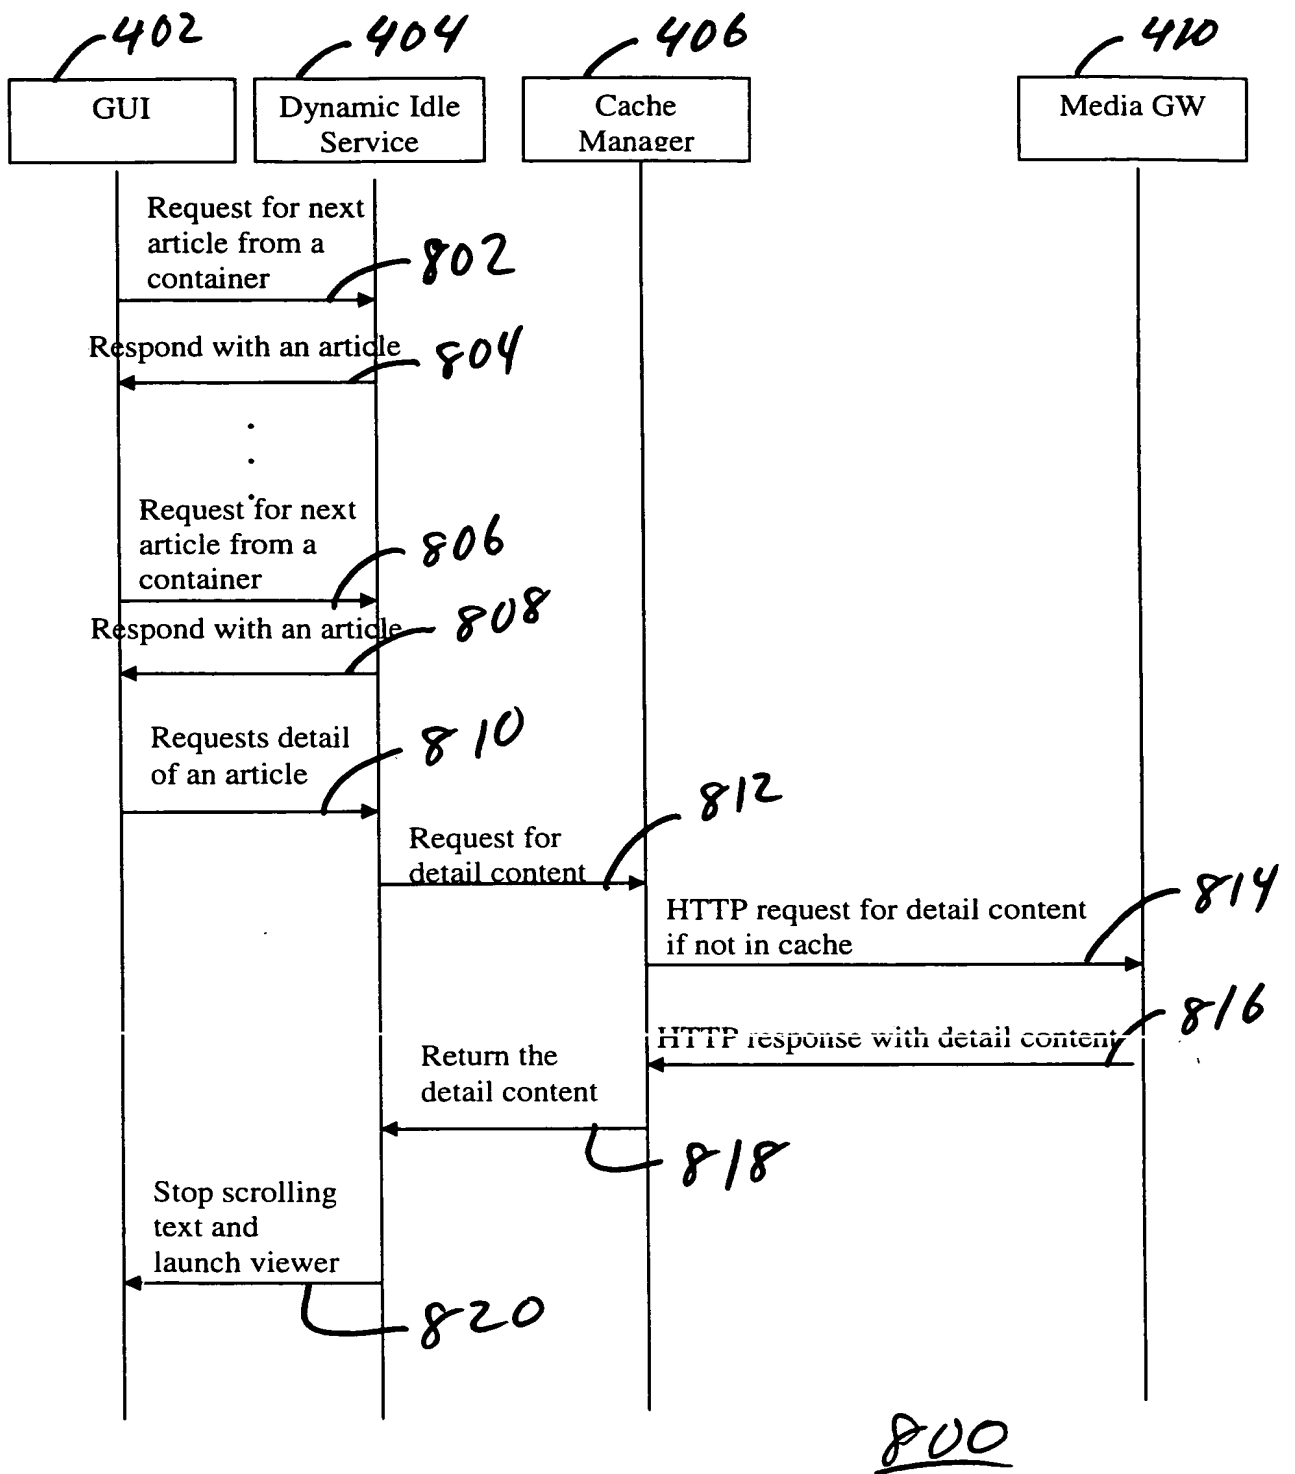 402
404
406
410
GUI
Dynamic Idle
Service
Cache
Manager
Media GW
Request for next
article from a
container
802
Respond with an article
804
Request for next
article from a
container
806
Respond with an article
808
Requests detail
of an article
810
Request for
detail content
812
HTTP request for detail content
if not in cache
814
HTTP response with detail content
816
Return the
detail content
818
Stop scrolling
text and
launch viewer
820
800